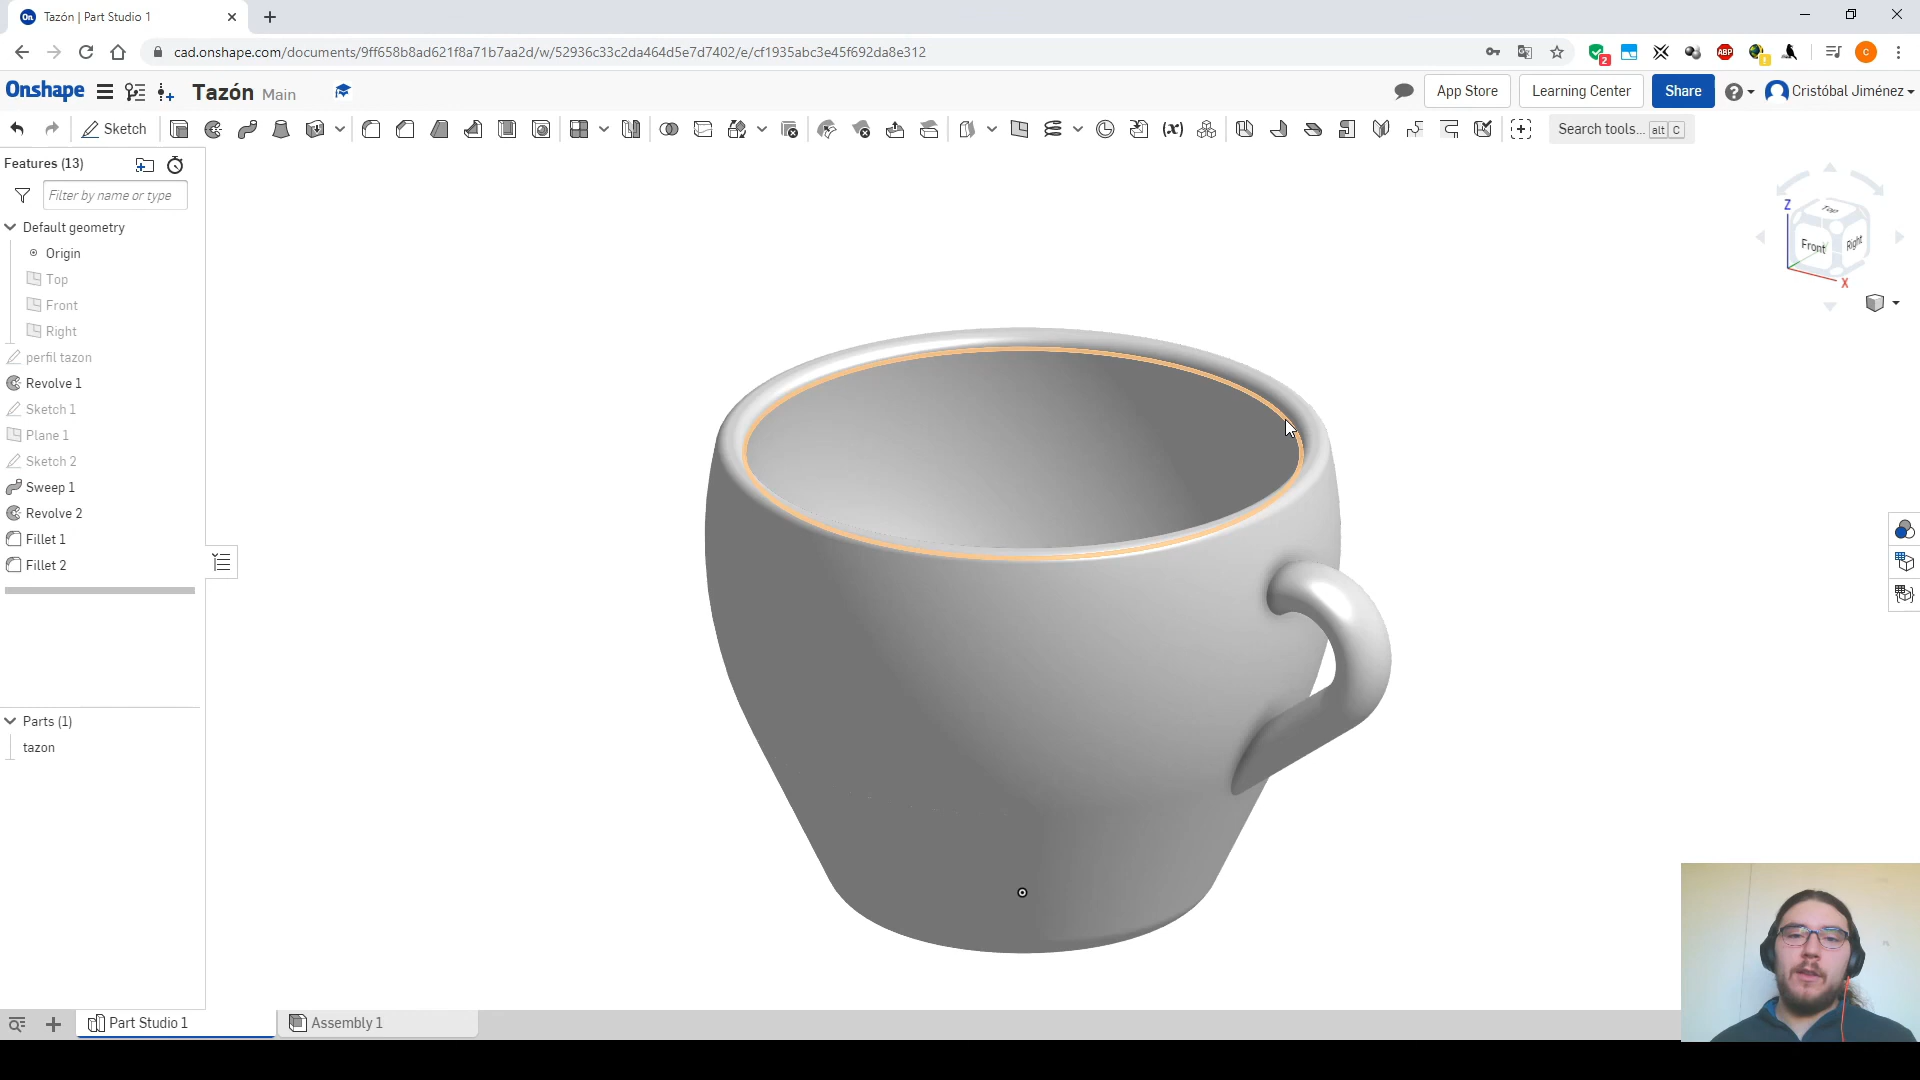 Tazón | Part Studio 1
cad.onshape.com/documents/9ff658b8ad621f8a71b7aa2d/w/52936c33c2da464d5e7d7402/e/cf1935abc3e45f692da8e312
2
ABP
C
Onshape
Tazón Main
App Store
Learning Center
Share
Cristóbal Jiménez
Sketch
(x)
Search tools... alt C
Features (13)
Filter by name or type
Default geometry
Origin
Top
Front
Right
perfil tazon
Revolve 1
Sketch 1
Plane 1
Sketch 2
Sweep 1
Revolve 2
Fillet 1
Fillet 2
Parts (1)
tazon
Z
Top
Front
Right
X
Part Studio 1
Assembly 1